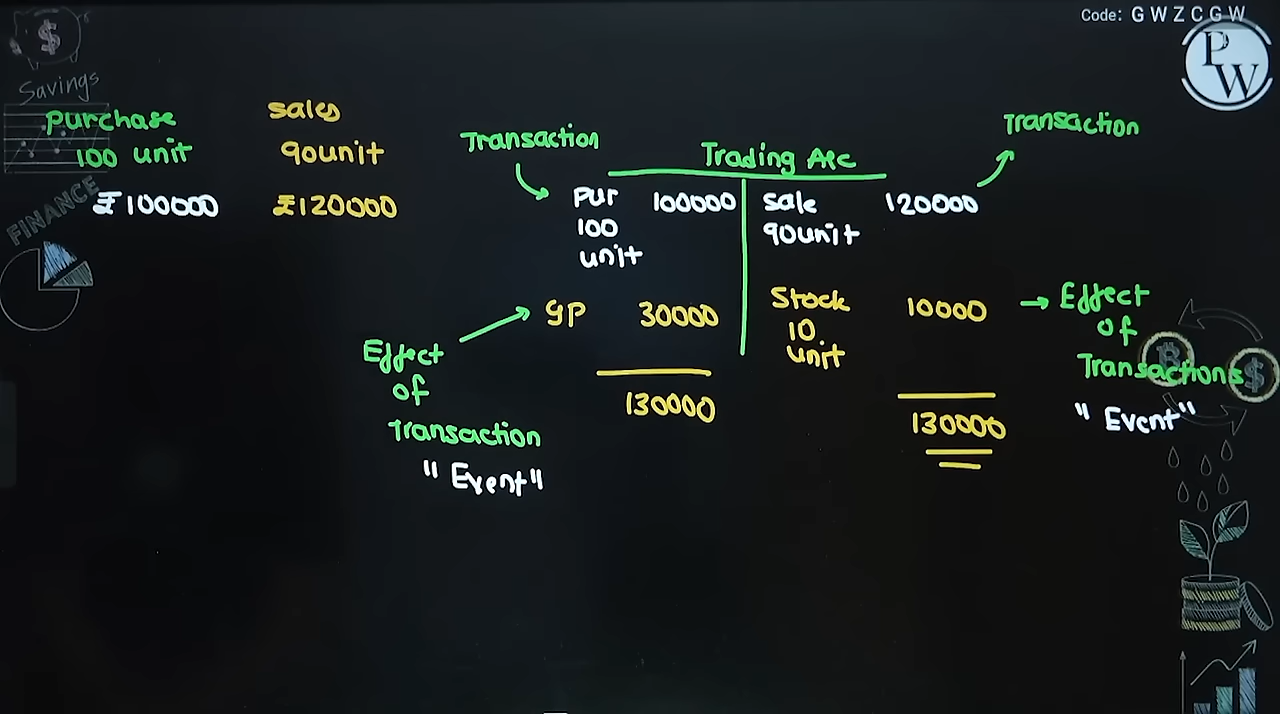 Code: G W Z C G W
PW
Savings
FINANCE
Purchase
100 unit
₹100000
Sales
90unit
₹120000
Transaction
Trading A/c
Transaction
Pur 100000
100
unit
Sale 120000
90unit
GP 30000
Stock 10000
10
unit
130000
130000
Effect
of
Transaction
" Event"
Effect
of
Transactions
" Event"